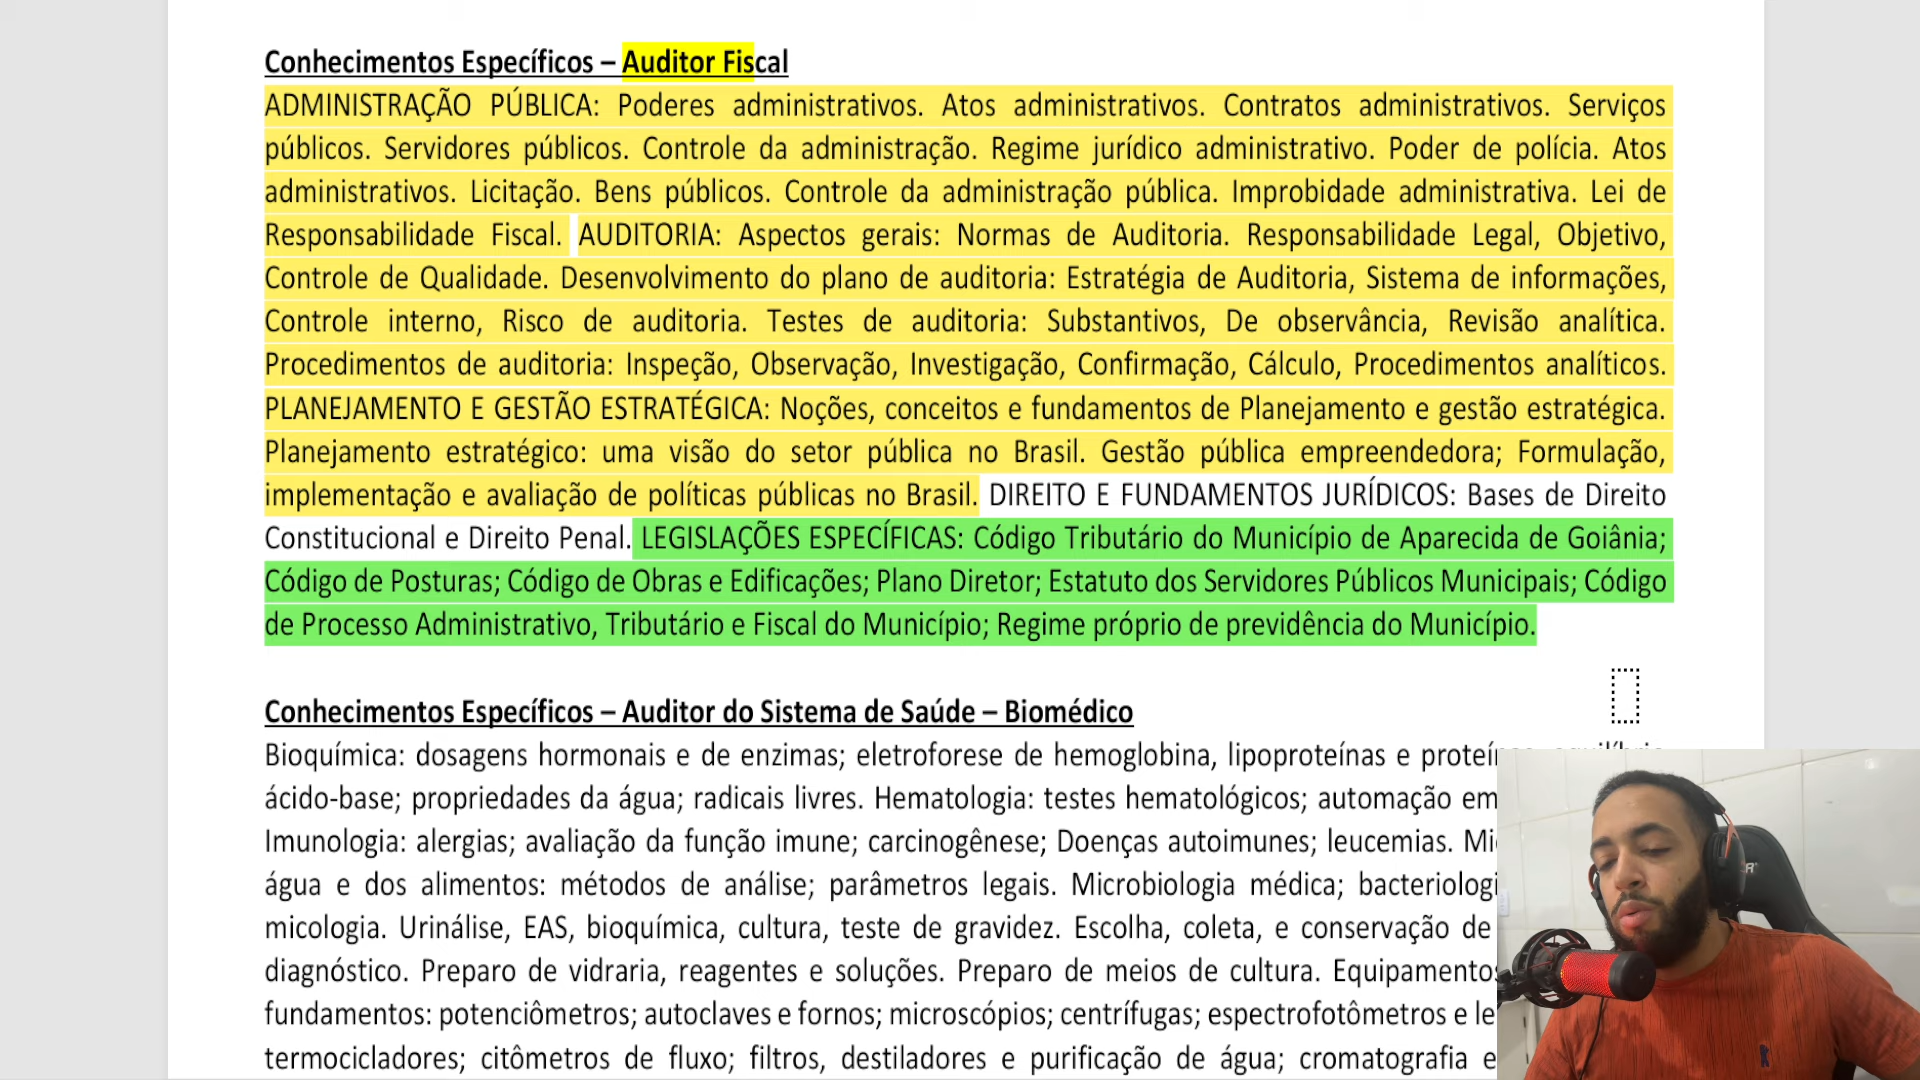 Conhecimentos Específicos – Auditor Fiscal
ADMINISTRAÇÃO PÚBLICA: Poderes administrativos. Atos administrativos. Contratos administrativos. Serviços
públicos. Servidores públicos. Controle da administração. Regime jurídico administrativo. Poder de polícia. Atos
administrativos. Licitação. Bens públicos. Controle da administração pública. Improbidade administrativa. Lei de
Responsabilidade Fiscal. AUDITORIA: Aspectos gerais: Normas de Auditoria. Responsabilidade Legal, Objetivo,
Controle de Qualidade. Desenvolvimento do plano de auditoria: Estratégia de Auditoria, Sistema de informações,
Controle interno, Risco de auditoria. Testes de auditoria: Substantivos, De observância, Revisão analítica.
Procedimentos de auditoria: Inspeção, Observação, Investigação, Confirmação, Cálculo, Procedimentos analíticos.
PLANEJAMENTO E GESTÃO ESTRATÉGICA: Noções, conceitos e fundamentos de Planejamento e gestão estratégica.
Planejamento estratégico: uma visão do setor pública no Brasil. Gestão pública empreendedora; Formulação,
implementação e avaliação de políticas públicas no Brasil. DIREITO E FUNDAMENTOS JURÍDICOS: Bases de Direito
Constitucional e Direito Penal. LEGISLAÇÕES ESPECÍFICAS: Código Tributário do Município de Aparecida de Goiânia;
Código de Posturas; Código de Obras e Edificações; Plano Diretor; Estatuto dos Servidores Públicos Municipais; Código
de Processo Administrativo, Tributário e Fiscal do Município; Regime próprio de previdência do Município.
Conhecimentos Específicos – Auditor do Sistema de Saúde – Biomédico
Bioquímica: dosagens hormonais e de enzimas; eletroforese de hemoglobina, lipoproteínas e
ácido-base; propriedades da água; radicais livres. Hematologia: testes hematológicos; automação em
Imunologia: alergias; avaliação da função imune; carcinogênese; Doenças autoimunes; leucemias.
água e dos alimentos: métodos de análise; parâmetros legais. Microbiologia médica;
micologia. Urinálise, EAS, bioquímica, cultura, teste de gravidez. Escolha, coleta, e conservação de
diagnóstico. Preparo de vidraria, reagentes e soluções. Preparo de meios de cultura.
fundamentos: potenciômetros; autoclaves e fornos; microscópios; centrífugas; espectrofotômetros e
termocicladores; citômetros de fluxo; filtros, destiladores e purificação de água; cromatografia e